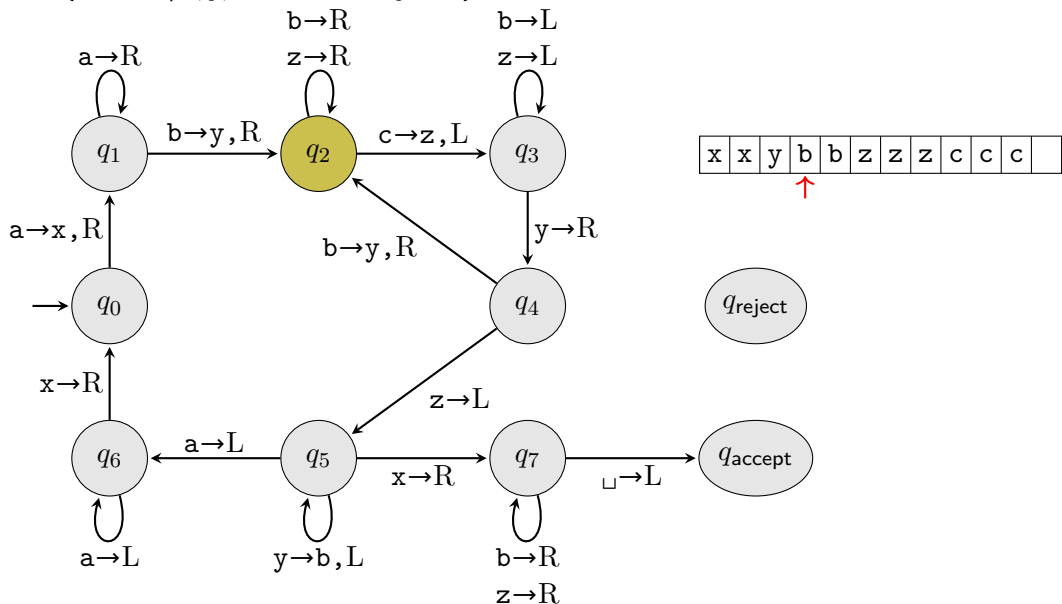 b→R
b→L
a→R
z→R
z→L
q1
b→y,R
q2
c→z,L
q3
x x y b b z z z c c c
a→x,R
b→y,R
y→R
q0
q4
qreject
x→R
z→L
q6
a→L
q5
x→R
q7
␣→L
qaccept
a→L
y→b,L
b→R
z→R